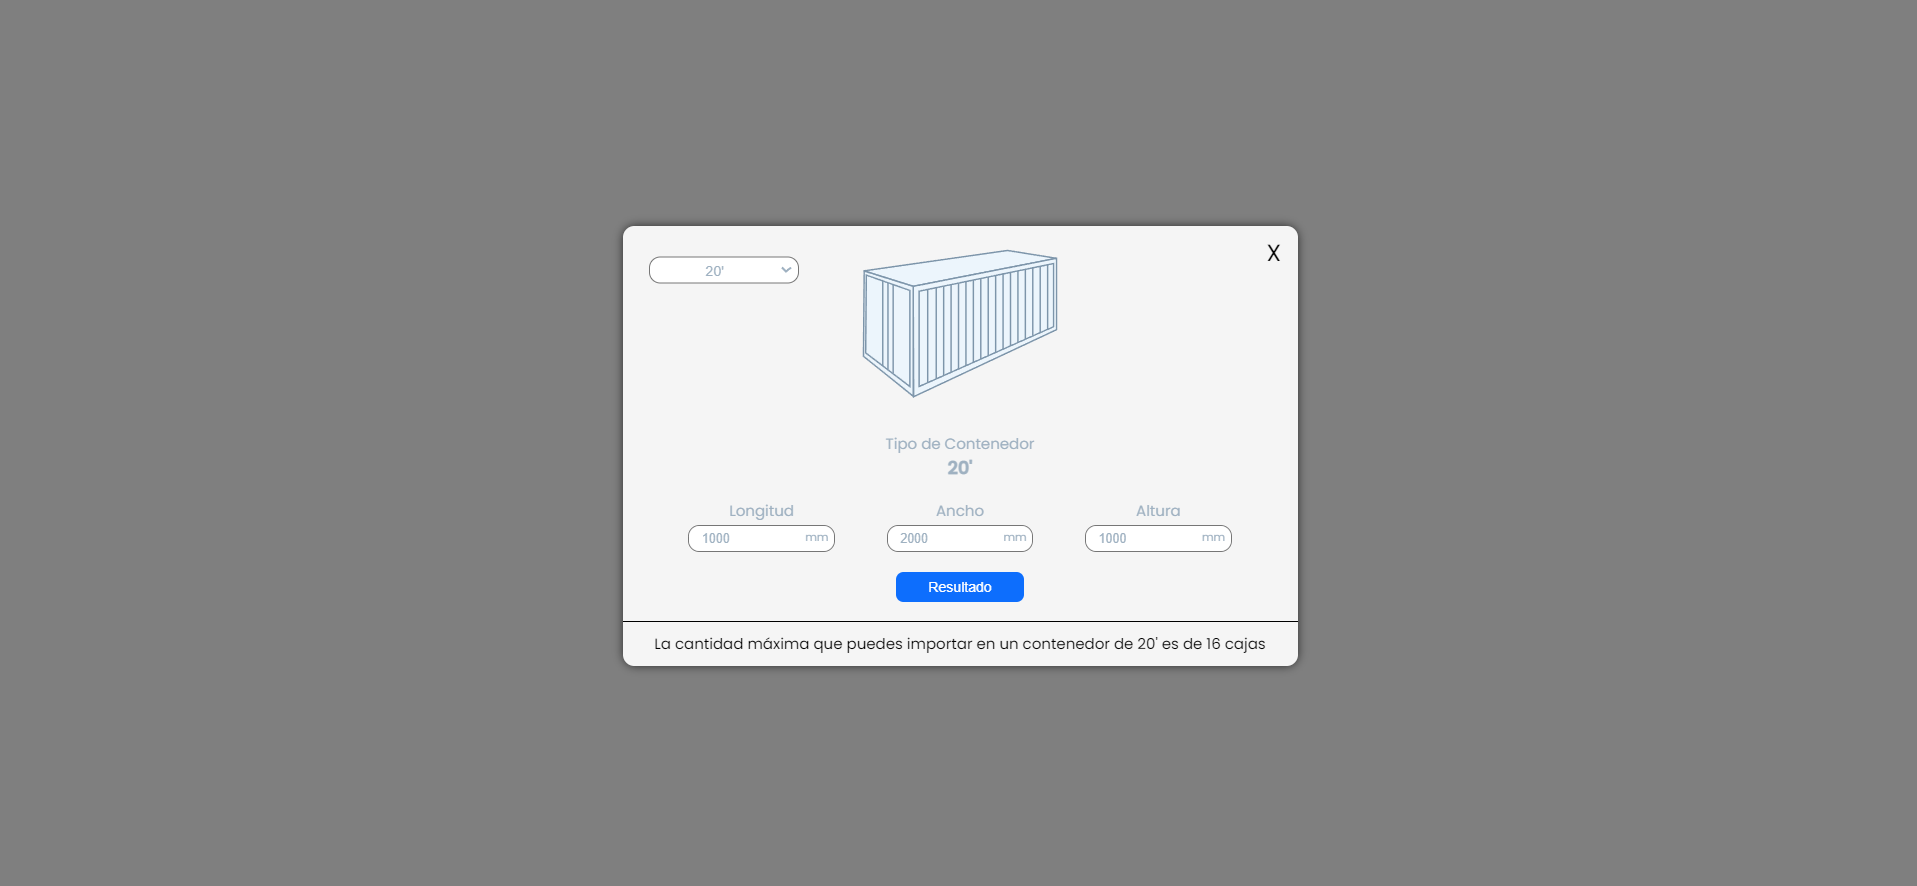 X
20'
Tipo de Contenedor
20'
Longitud Ancho Altura
1000 mm 2000 mm 1000 mm
Resultado
La cantidad máxima que puedes importar en un contenedor de 20' es de 16 cajas